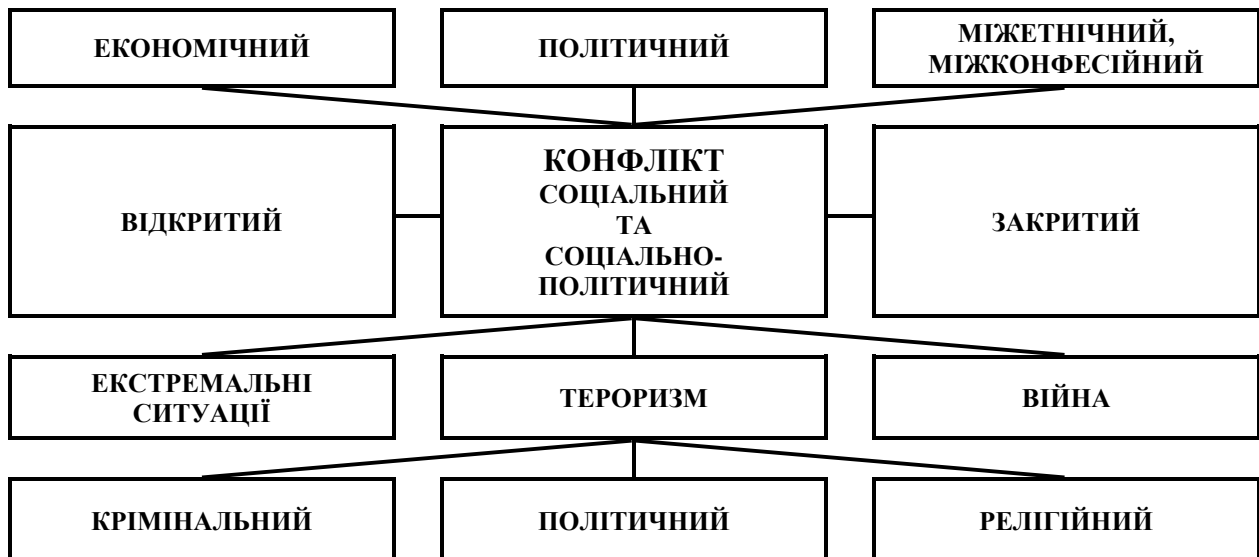 ЕКОНОМІЧНИЙ
ПОЛІТИЧНИЙ
МІЖЕТНІЧНИЙ,
МІЖКОНФЕСІЙНИЙ
ВІДКРИТИЙ
КОНФЛІКТ
СОЦІАЛЬНИЙ
ТА
СОЦІАЛЬНО-
ПОЛІТИЧНИЙ
ЗАКРИТИЙ
ЕКСТРЕМАЛЬНІ
СИТУАЦІЇ
ТЕРОРИЗМ
ВІЙНА
КРІМІНАЛЬНИЙ
ПОЛІТИЧНИЙ
РЕЛІГІЙНИЙ